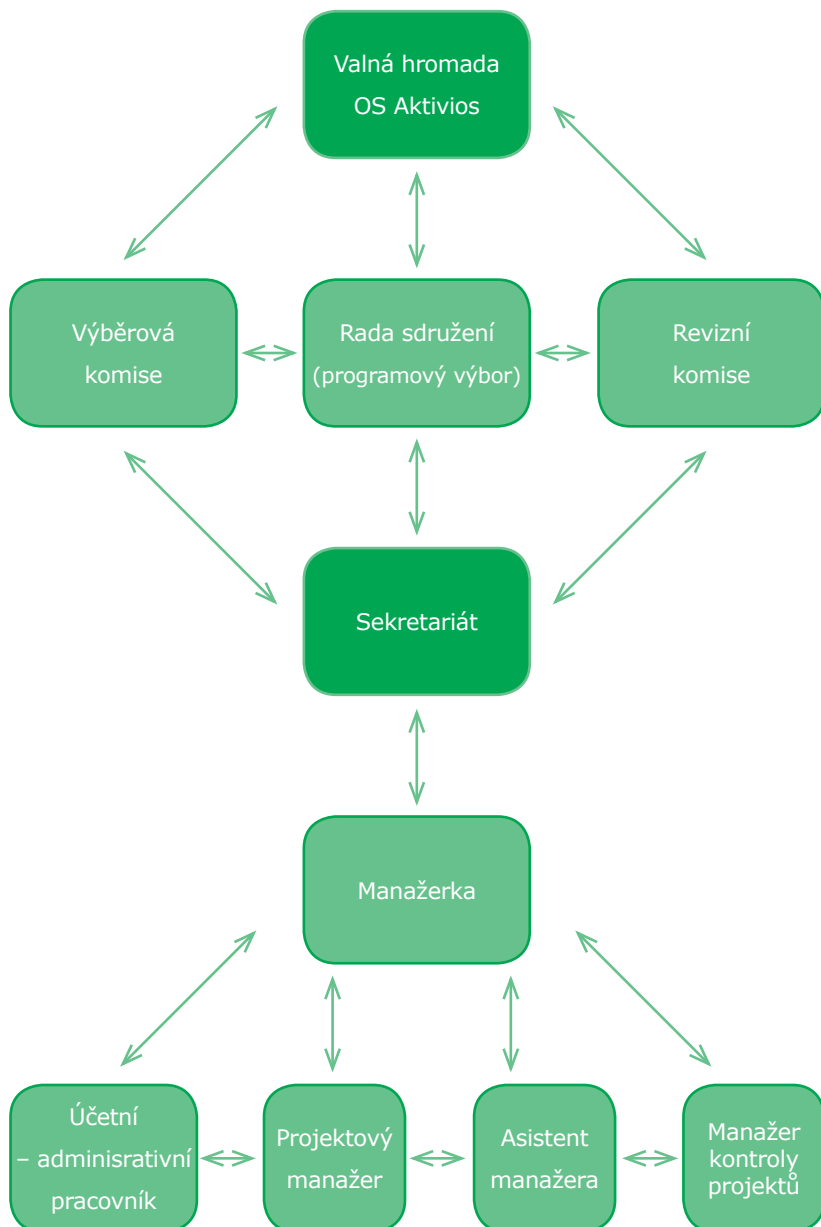 Valná hromada
OS Aktivios
Výběrová
komise
Rada sdružení
(programový výbor)
Revizní
komise
Sekretariát
Manažerka
Účetní
– adminisrativní
pracovník
Projektový
manažer
Asistent
manažera
Manažer
kontroly
projektů